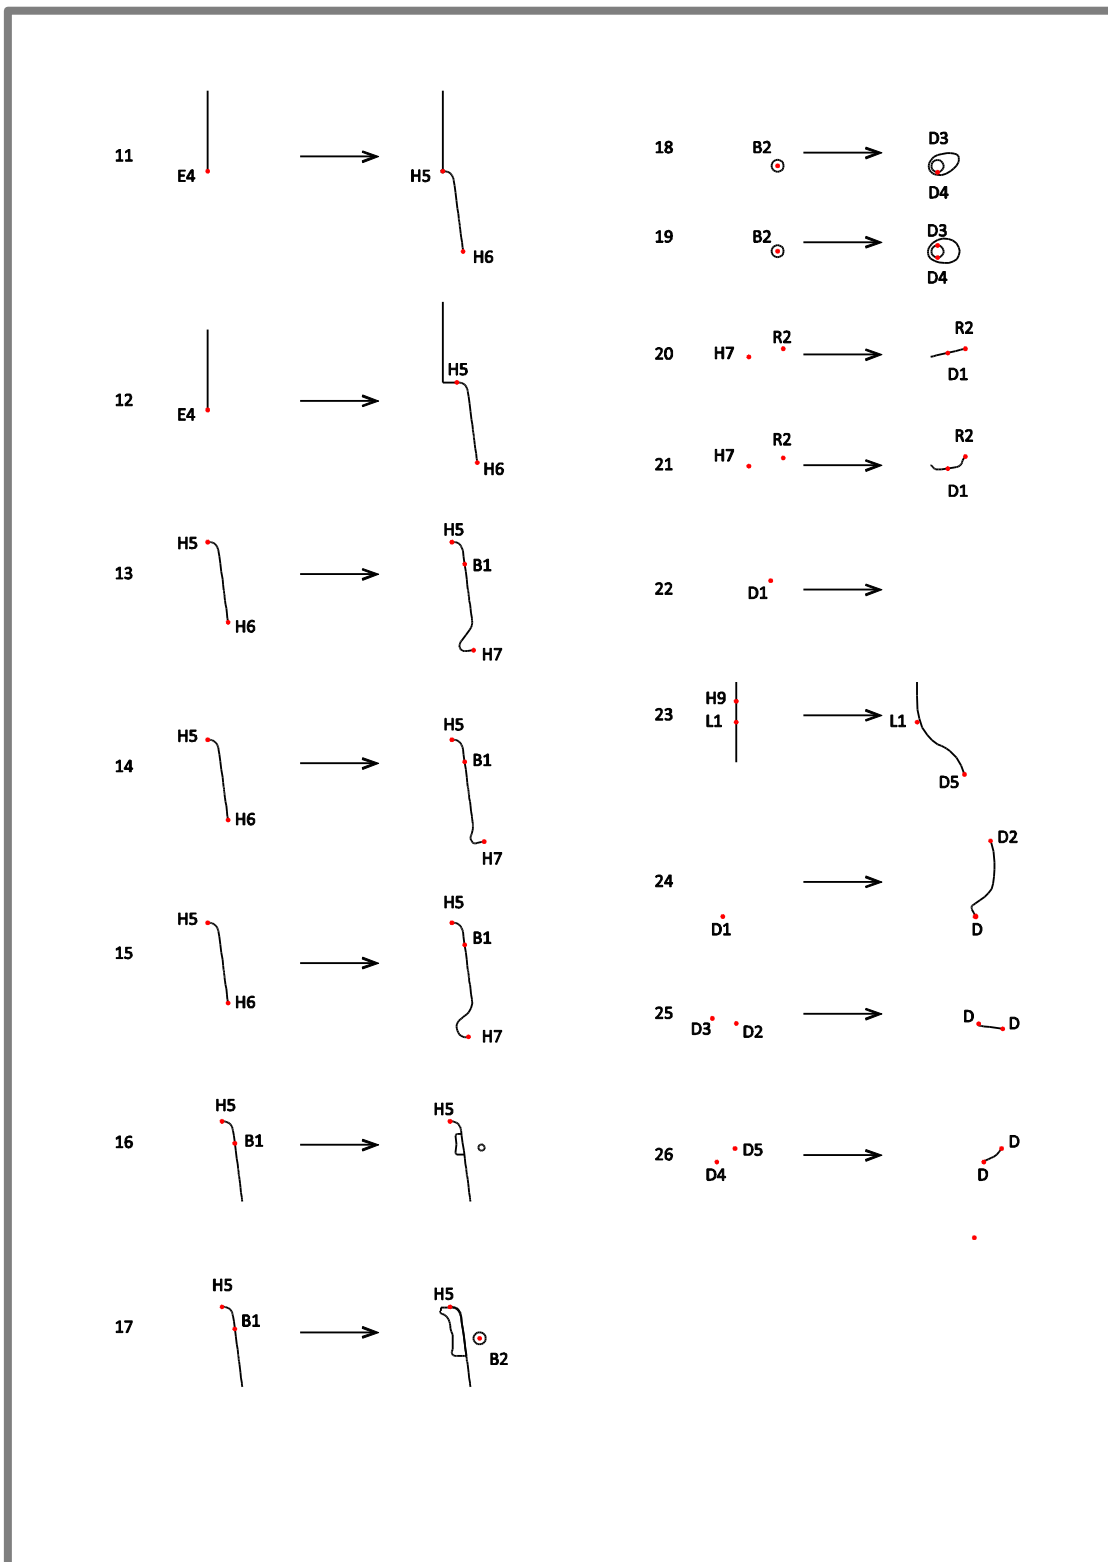 11 E4 H5 H6
12 E4 H5 H6
13 H5 H6 H5 B1 H7
14 H5 H6 H5 B1 H7
15 H5 H6 H5 B1 H7
16 H5 B1 H5
17 H5 B1 H5 B2
18 B2 D3 D4
19 B2 D3 D4
20 H7 R2 R2 D1
21 H7 R2 R2 D1
22 D1
23 H9 L1 L1 D5
24 D1 D2 D
25 D3 D2 D D
26 D4 D5 D D